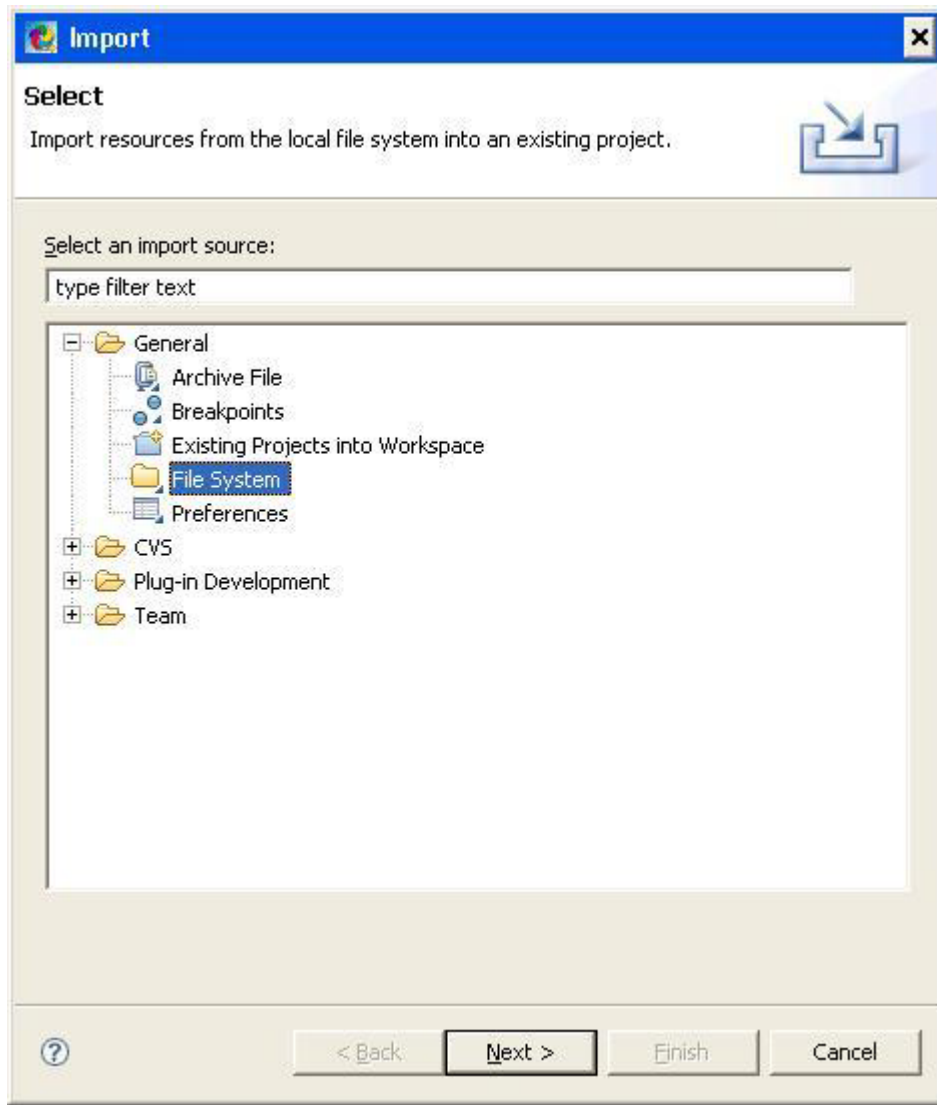 Import
Select
Import resources from the local file system into an existing project.
Select an import source:
type filter text
General
Archive File
Breakpoints
Existing Projects into Workspace
File System
Preferences
CVS
Plug-in Development
Team
< Back Next > Finish Cancel